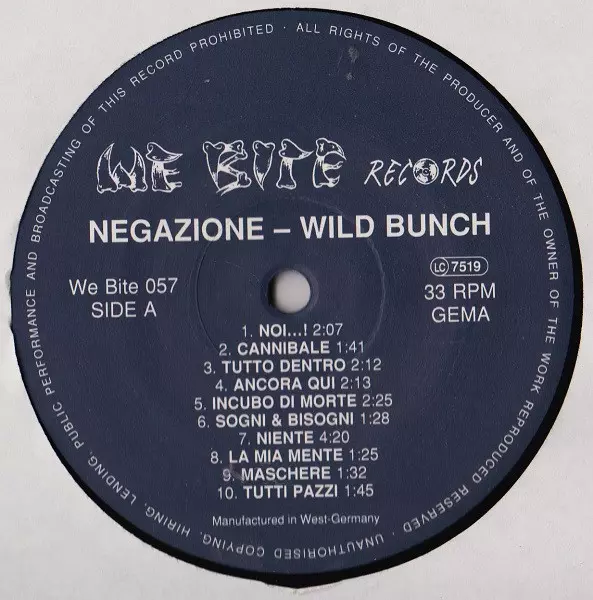 PUBLIC PERFORMANCE AND BROADCASTING OF THIS RECORD PROHIBITED · ALL RIGHTS OF THE PRODUCER AND OF THE OWNER OF THE WORK REPRODUCED RESERVED · UNAUTHORISED COPYING, HIRING, LENDING,
WE BITE RECORDS
NEGAZIONE – WILD BUNCH
We Bite 057
SIDE A
LC 7519
33 RPM
GEMA
1. NOI...! 2:07
2. CANNIBALE 1:41
3. TUTTO DENTRO 2:12
4. ANCORA QUI 2:13
5. INCUBO DI MORTE 2:25
6. SOGNI & BISOGNI 1:28
7. NIENTE 4:20
8. LA MIA MENTE 1:25
9. MASCHERE 1:32
10. TUTTI PAZZI 1:45
Manufactured in West-Germany